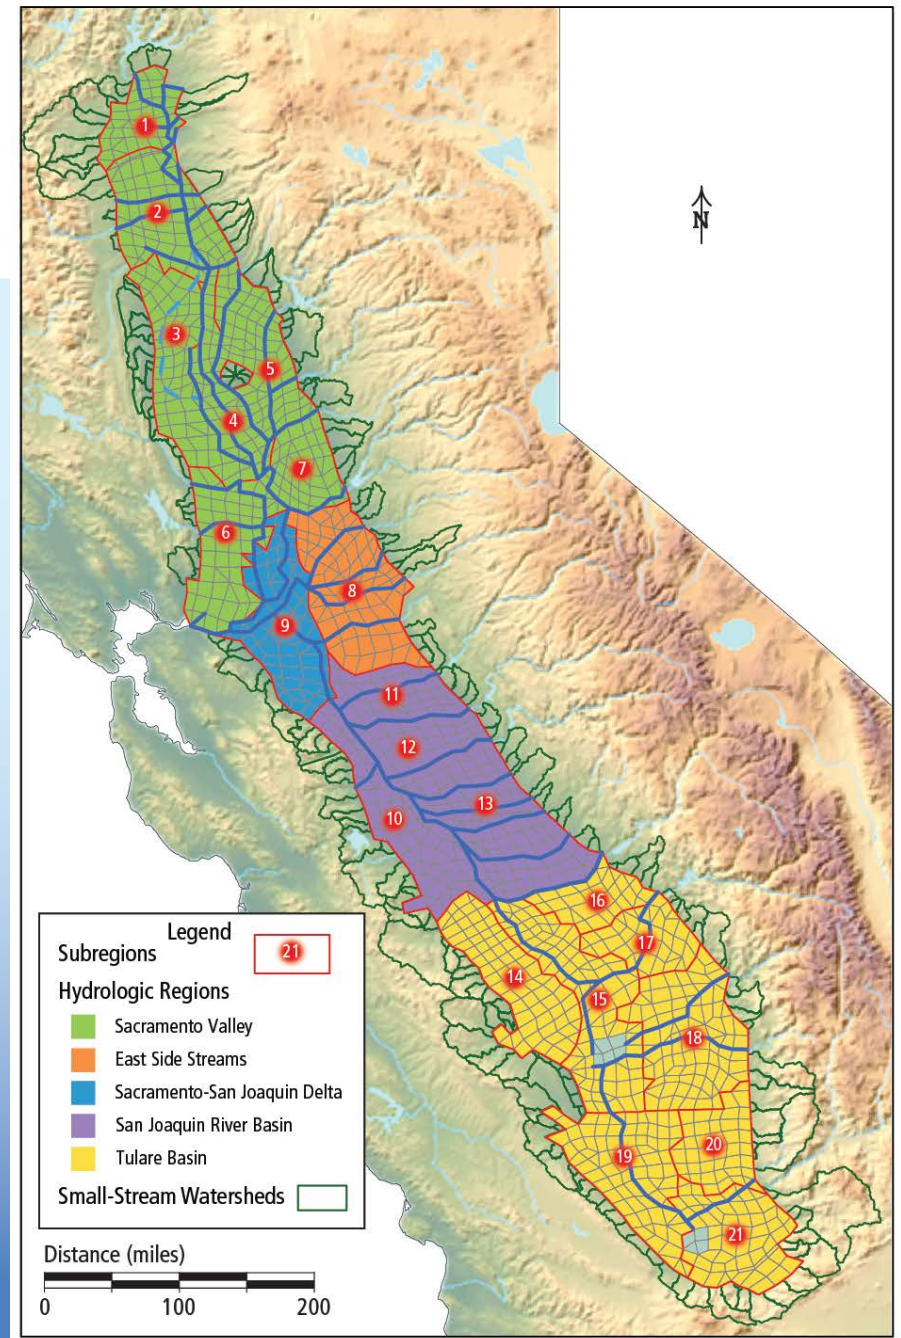 N
1
2
3
5
4
7
6
8
9
11
12
13
10
16
17
14
15
18
20
19
21
Legend
Subregions 21
Hydrologic Regions
Sacramento Valley
East Side Streams
Sacramento-San Joaquin Delta
San Joaquin River Basin
Tulare Basin
Small-Stream Watersheds
Distance (miles)
0 100 200